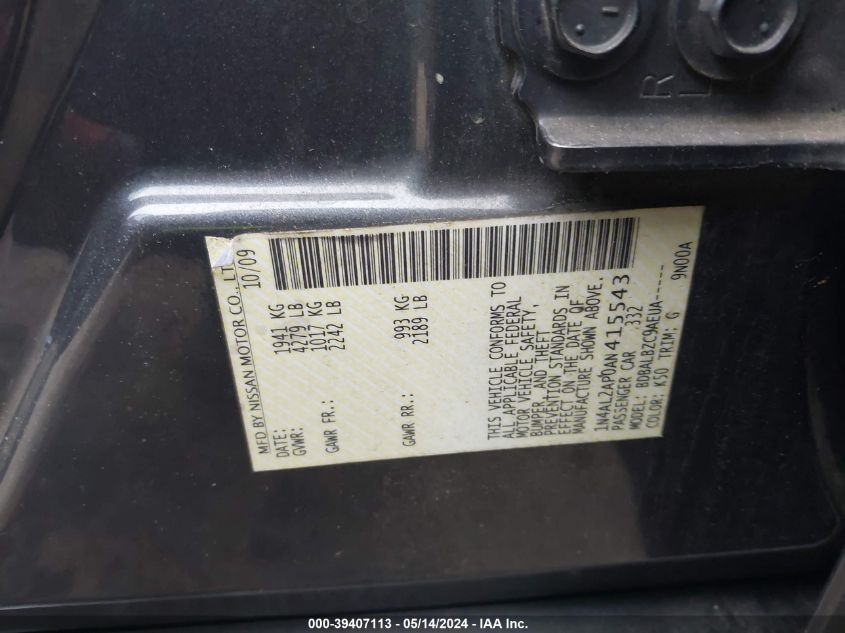 MFD BY NISSAN MOTOR CO., LT
DATE: 10/09
GVWR: 1941 KG
4279 LB
GAWR FR.: 1017 KG
2242 LB
GAWR RR.: 993 KG
2189 LB
THIS VEHICLE CONFORMS TO
ALL APPLICABLE FEDERAL
MOTOR VEHICLE SAFETY,
BUMPER, AND THEFT
PREVENTION STANDARDS IN
EFFECT ON THE DATE OF
MANUFACTURE SHOWN ABOVE.
1N4AL2AP0AN415543
PASSENGER CAR 332
MODEL: BDBALBZC9AEUA-----
COLOR: K50 TRIM: G 9N00A
R
L
000-39407113 - 05/14/2024 - IAA Inc.